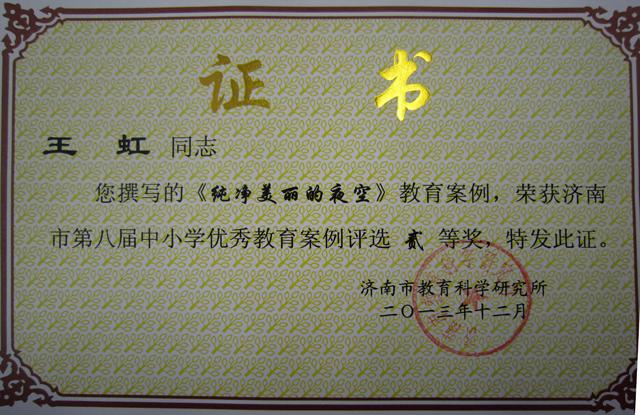 证 书
王 虹 同志
您撰写的《纯净美丽的夜空》教育案例，荣获济南
市第八届中小学优秀教育案例评选 贰 等奖，特发此证。
济南市教育科学研究所
二〇一三年十二月